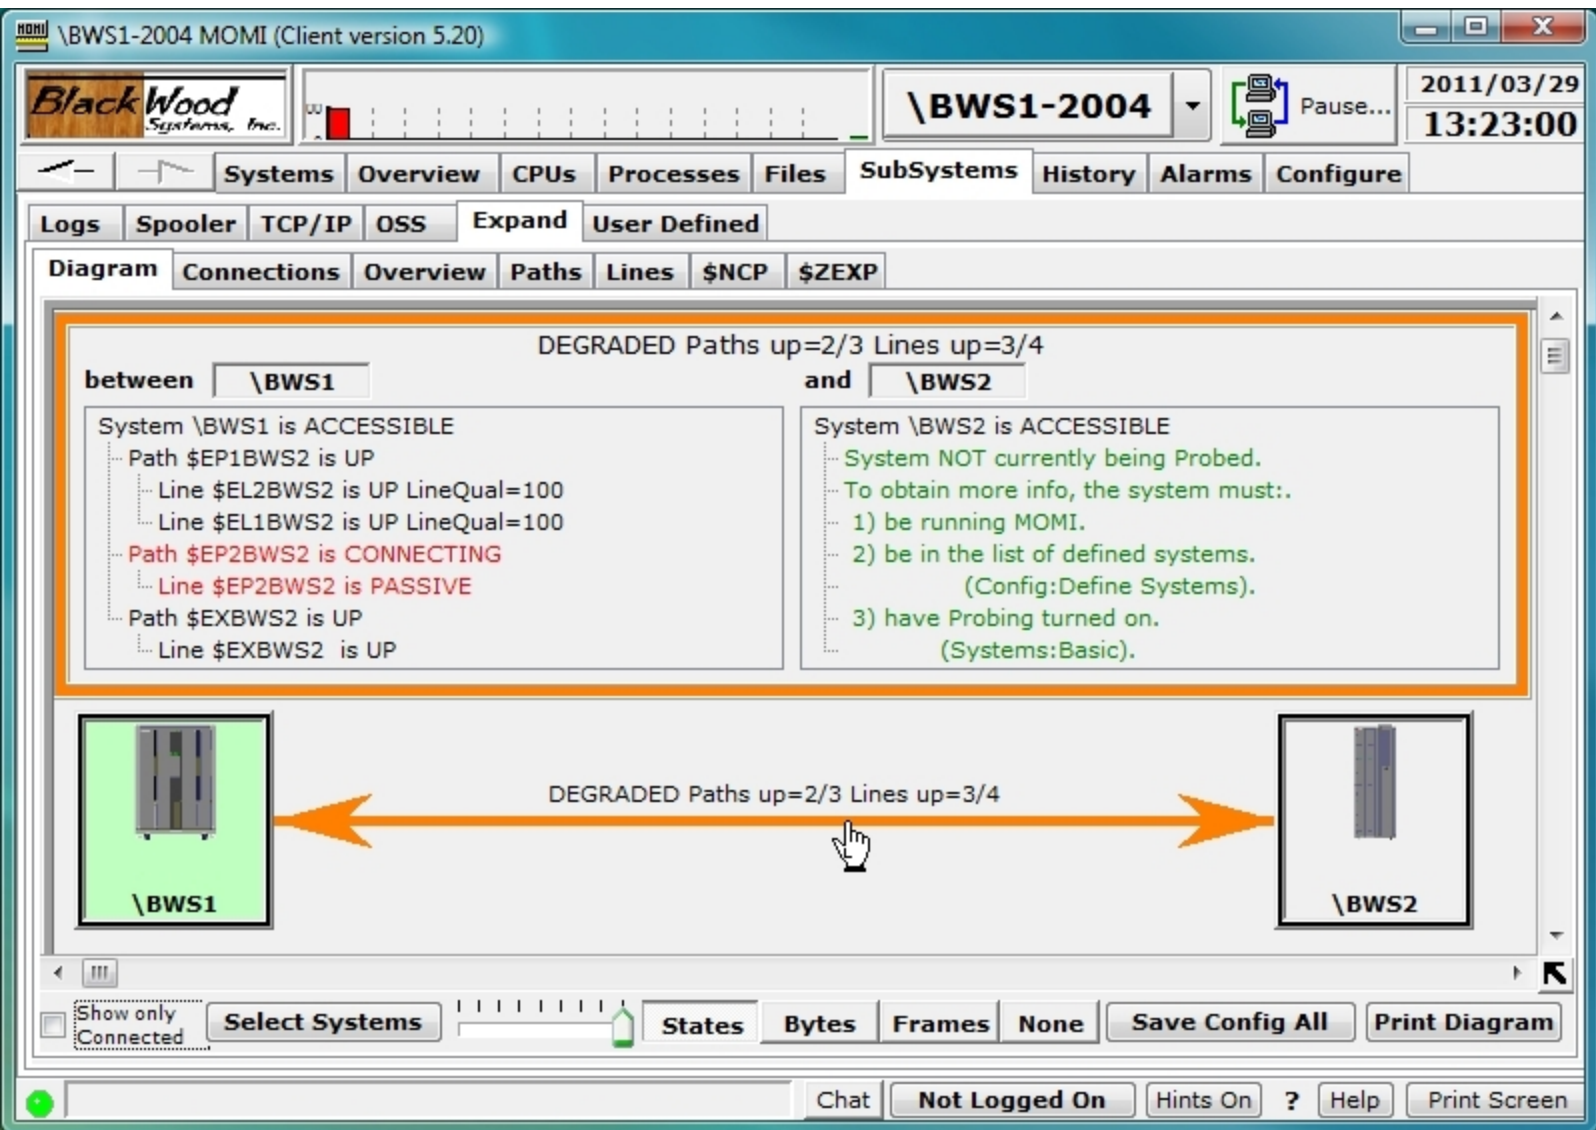 \BWS1-2004 MOMI (Client version 5.20)
BlackWood
Systems, Inc.
\BWS1-2004
Pause...
2011/03/29
13:23:00
Systems Overview CPUs Processes Files SubSystems History Alarms Configure
Logs Spooler TCP/IP OSS Expand User Defined
Diagram Connections Overview Paths Lines $NCP $ZEXP
DEGRADED Paths up=2/3 Lines up=3/4
between \BWS1 and \BWS2
System \BWS1 is ACCESSIBLE
Path $EP1BWS2 is UP
Line $EL2BWS2 is UP LineQual=100
Line $EL1BWS2 is UP LineQual=100
Path $EP2BWS2 is CONNECTING
Line $EP2BWS2 is PASSIVE
Path $EXBWS2 is UP
Line $EXBWS2  is UP
System \BWS2 is ACCESSIBLE
System NOT currently being Probed.
To obtain more info, the system must:.
1) be running MOMI.
2) be in the list of defined systems.
(Config:Define Systems).
3) have Probing turned on.
(Systems:Basic).
DEGRADED Paths up=2/3 Lines up=3/4
\BWS1
\BWS2
Show only
Connected
Select Systems States Bytes Frames None Save Config All Print Diagram
Chat Not Logged On Hints On ? Help Print Screen